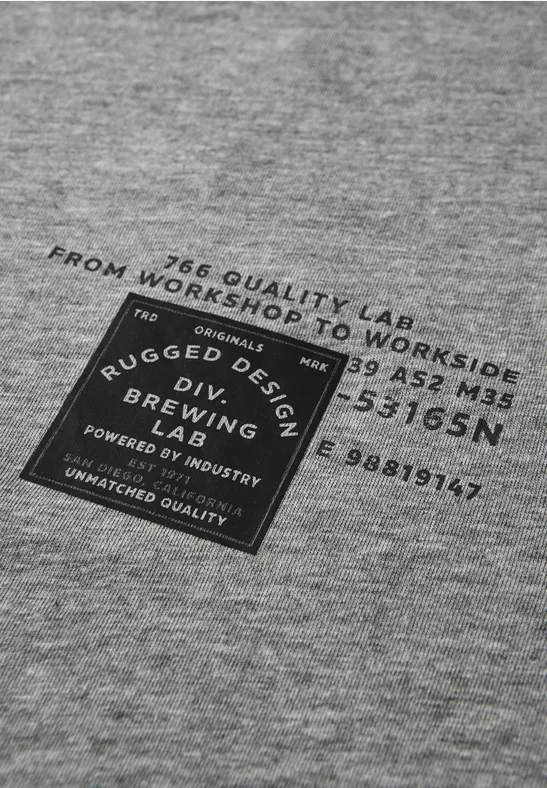 766 QUALITY LAB
FROM WORKSHOP TO WORKSIDE
39 AS2 M35
-53165N
E 98819147
TRD
ORIGINALS
MRK
RUGGED DESIGN
DIV.
BREWING
LAB
POWERED BY INDUSTRY
EST 1971
SAN DIEGO, CALIFORNIA
UNMATCHED QUALITY